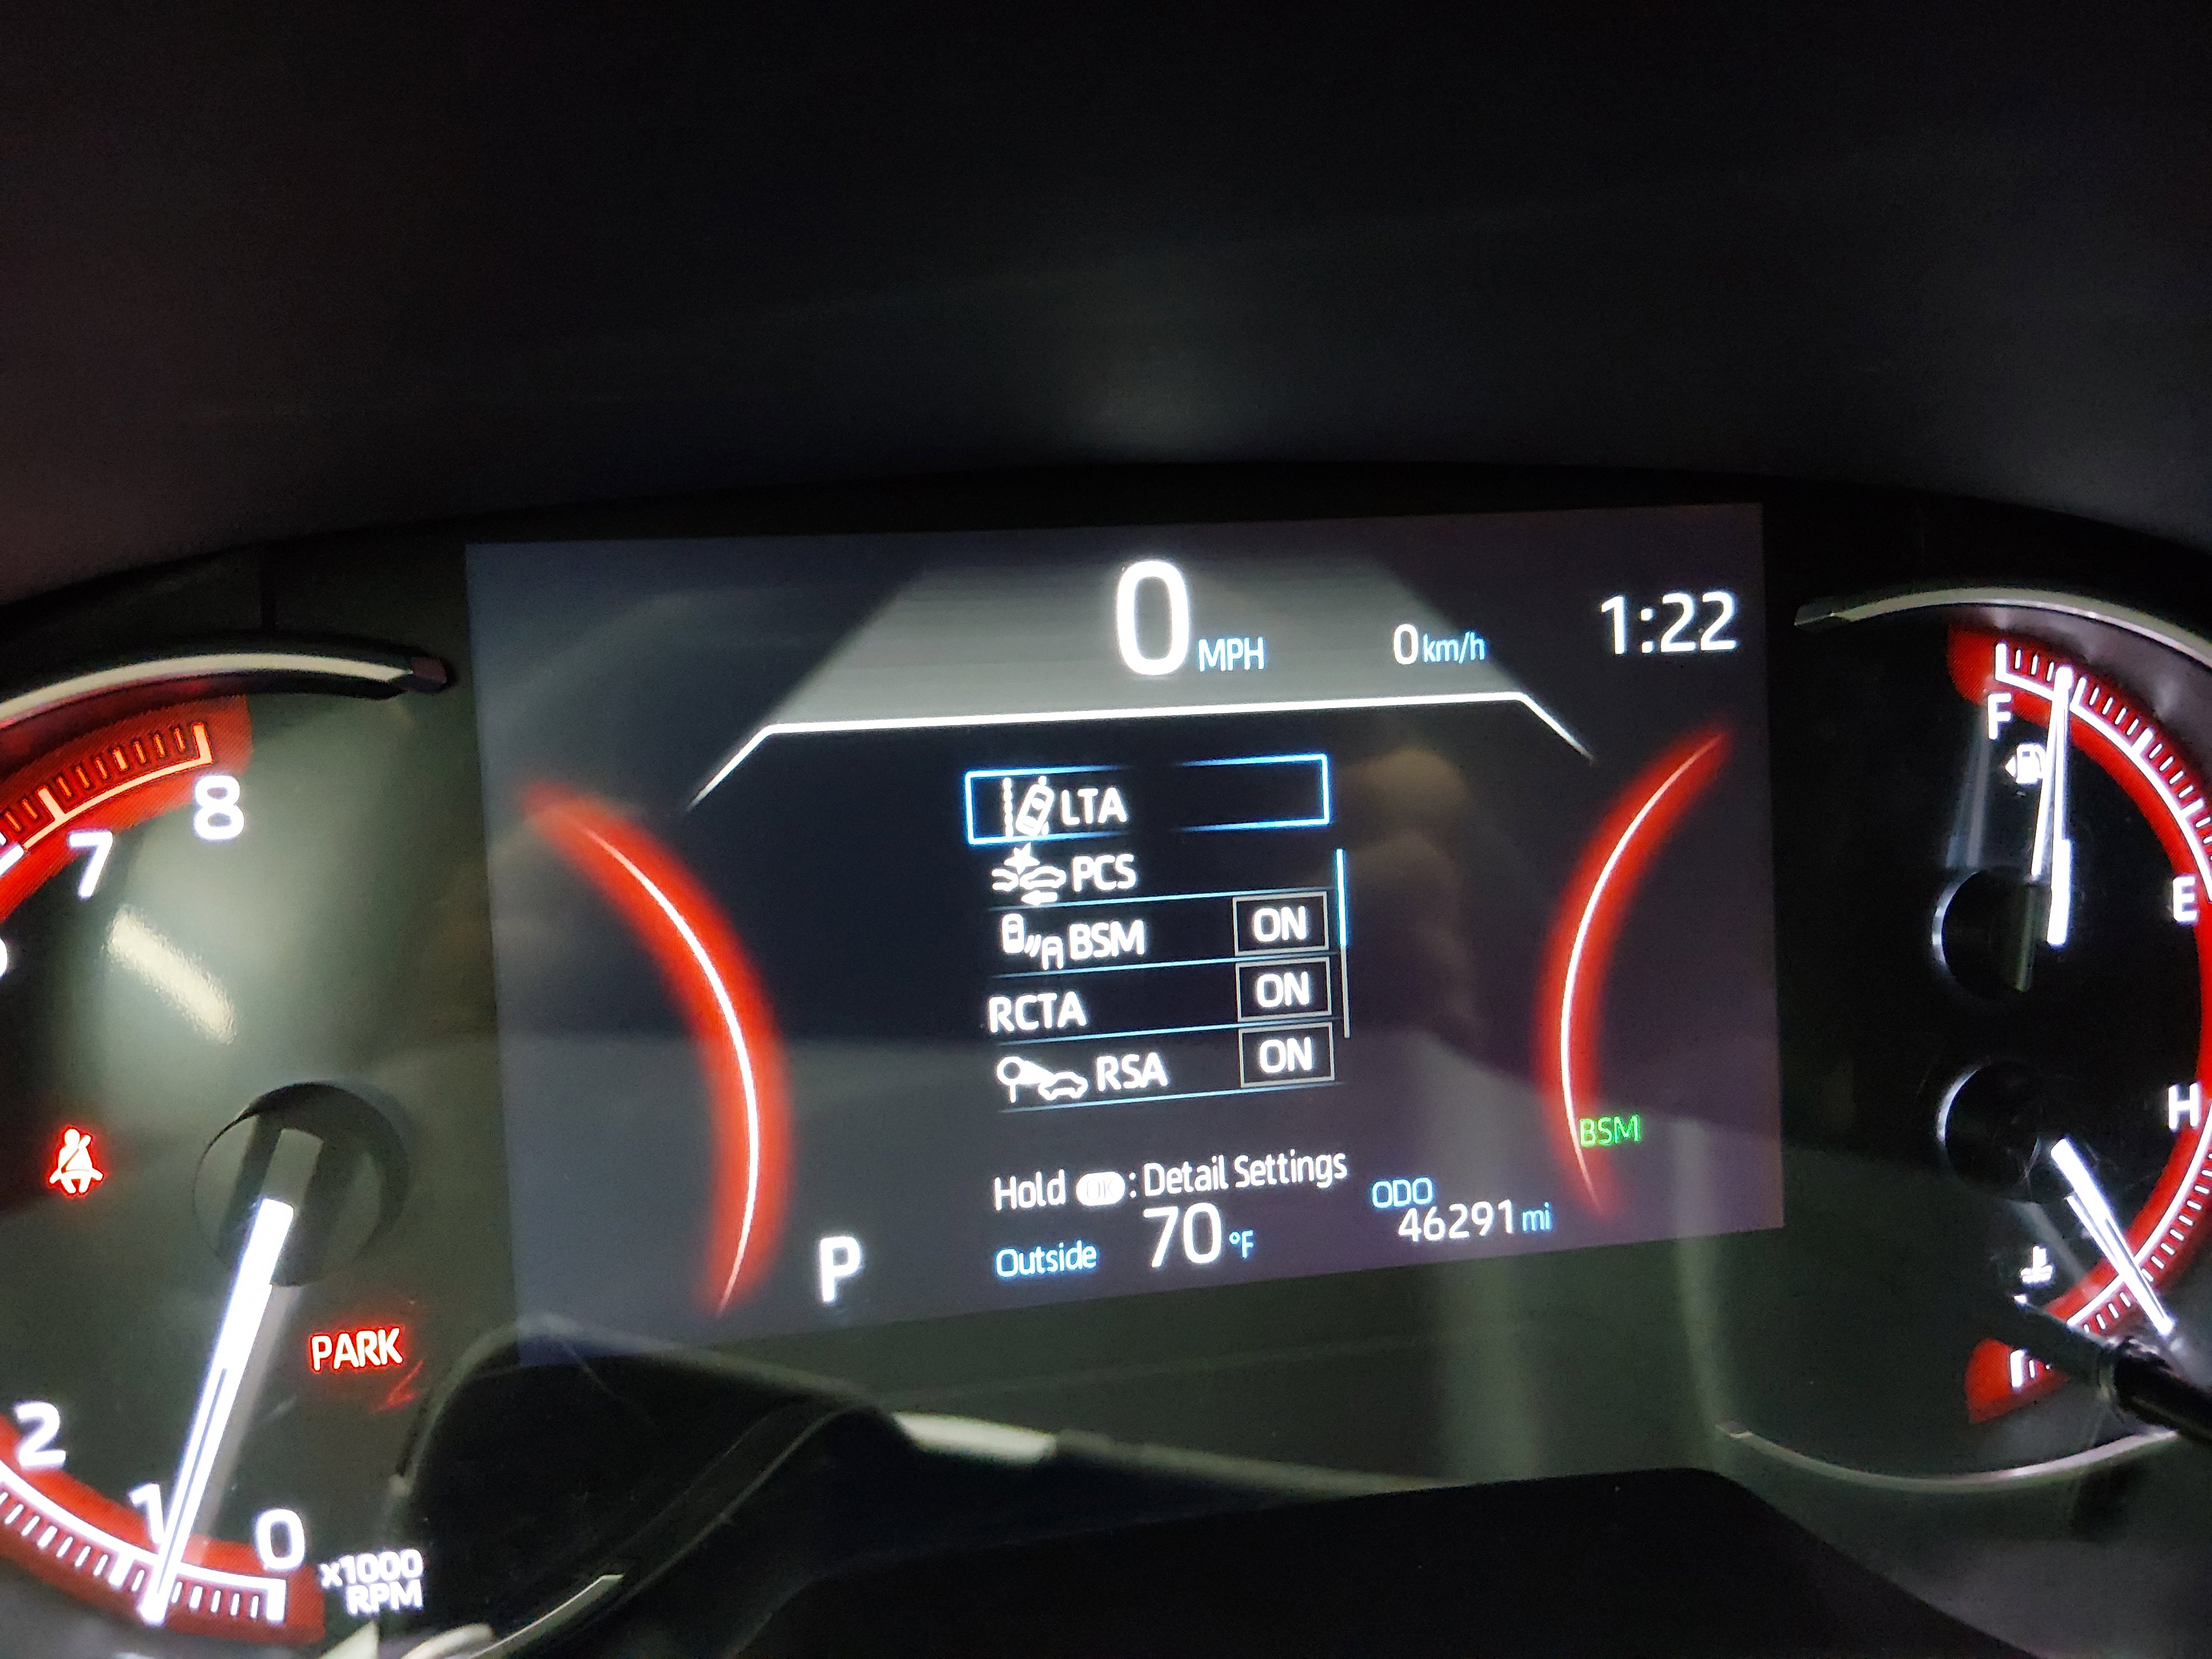 0 MPH 0 km/h 1:22
LTA
PCS
BSM ON
RCTA ON
RSA ON
Hold OK : Detail Settings
BSM
P
Outside 70 °F
ODO
46291 mi
8
7
2
1
0
x1000
RPM
PARK
F
E
H